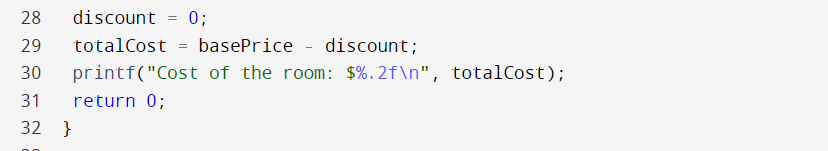 28 discount = 0;
29 totalCost = basePrice - discount;
30 printf("Cost of the room: $%.2f\n", totalCost);
31 return 0;
32 }